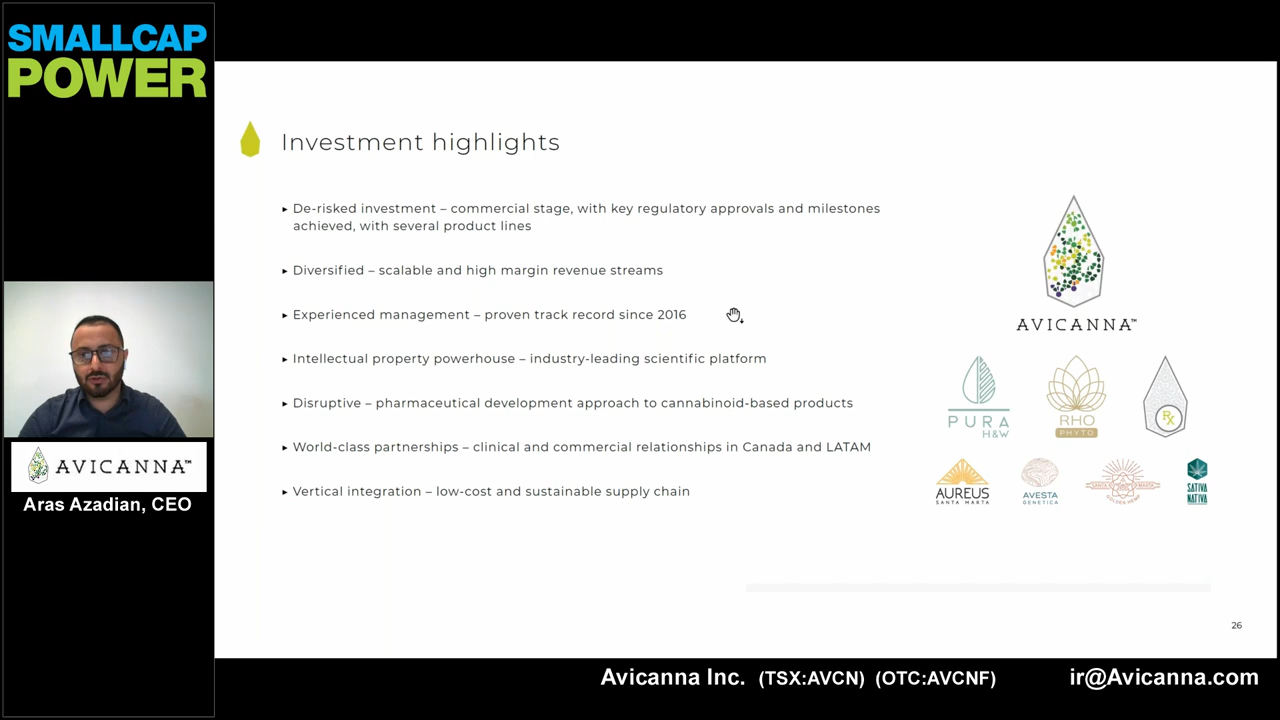 SMALLCAP
POWER
Investment highlights
▸ De-risked investment – commercial stage, with key regulatory approvals and milestones
achieved, with several product lines
▸ Diversified – scalable and high margin revenue streams
▸ Experienced management – proven track record since 2016
▸ Intellectual property powerhouse – industry-leading scientific platform
▸ Disruptive – pharmaceutical development approach to cannabinoid-based products
▸ World-class partnerships – clinical and commercial relationships in Canada and LATAM
▸ Vertical integration – low-cost and sustainable supply chain
AVICANNA™
PURA
H&W
RHO
PHYTO
RX
AUREUS
SANTA MARTA
AVESTA
GENETICA
GOLDEN HEMP
SATIVA
NATIVA
26
AVICANNA™
Aras Azadian, CEO
Avicanna Inc. (TSX:AVCN) (OTC:AVCNF) ir@Avicanna.com